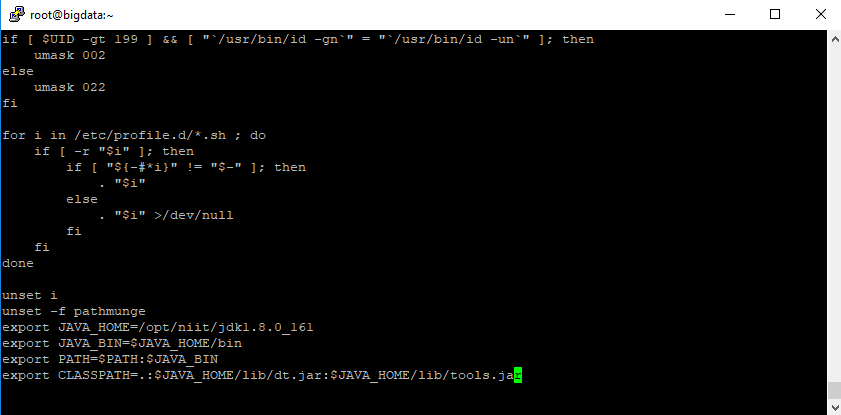 root@bigdata:~
if [ $UID -gt 199 ] && [ "`/usr/bin/id -gn`" = "`/usr/bin/id -un`" ]; then
    umask 002
else
    umask 022
fi

for i in /etc/profile.d/*.sh ; do
    if [ -r "$i" ]; then
        if [ "${-#*i}" != "$-" ]; then
            . "$i"
        else
            . "$i" >/dev/null
        fi
    fi
done

unset i
unset -f pathmunge
export JAVA_HOME=/opt/niit/jdk1.8.0_161
export JAVA_BIN=$JAVA_HOME/bin
export PATH=$PATH:$JAVA_BIN
export CLASSPATH=.:$JAVA_HOME/lib/dt.jar:$JAVA_HOME/lib/tools.jar